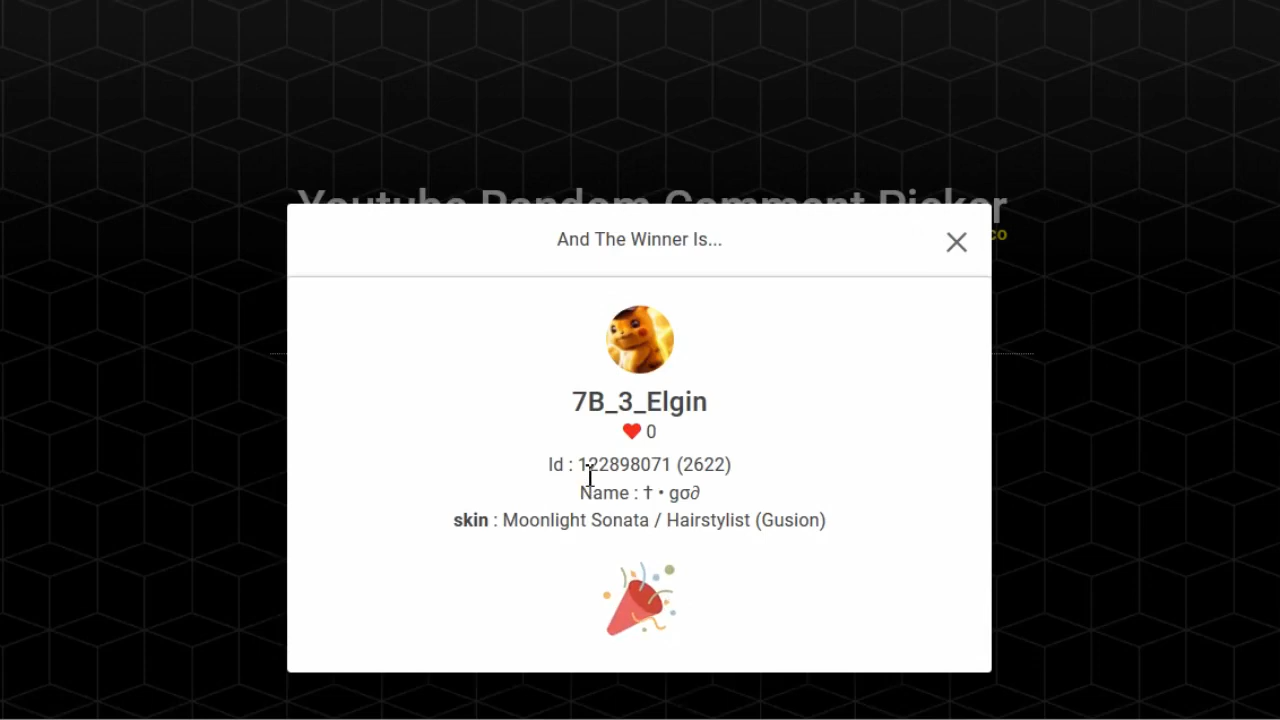 Youtube Random Comment Picker
co
And The Winner Is...
7B_3_Elgin
0
Id : 122898071 (2622)
Name : † • gσ∂
skin : Moonlight Sonata / Hairstylist (Gusion)